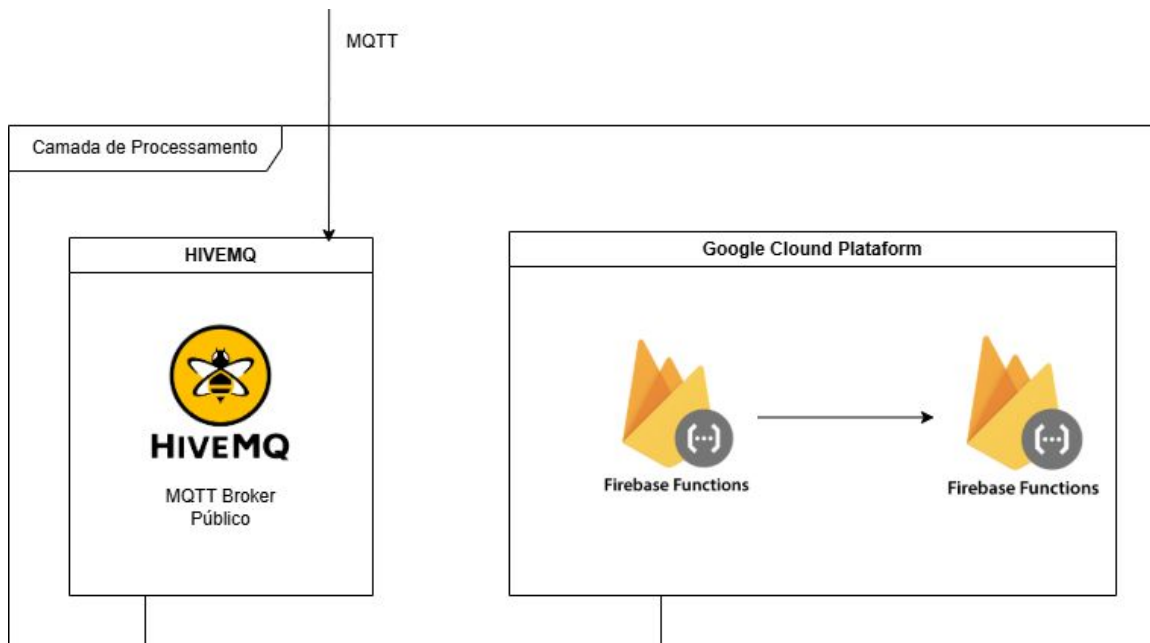 MQTT
Camada de Processamento
HIVEMQ
HIVEMQ
MQTT Broker
Público
Google Clound Plataform
Firebase Functions
Firebase Functions